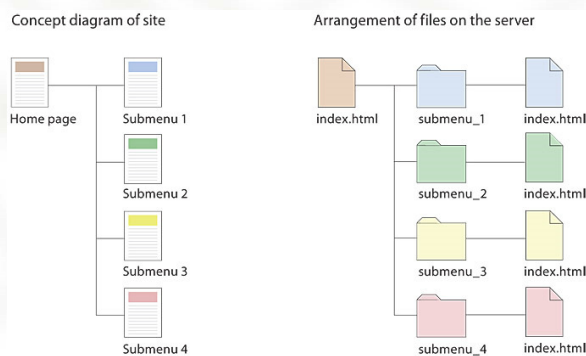 Concept diagram of site
Arrangement of files on the server
Home page
Submenu 1
index.html
submenu_1
index.html
Submenu 2
submenu_2
index.html
Submenu 3
submenu_3
index.html
Submenu 4
submenu_4
index.html